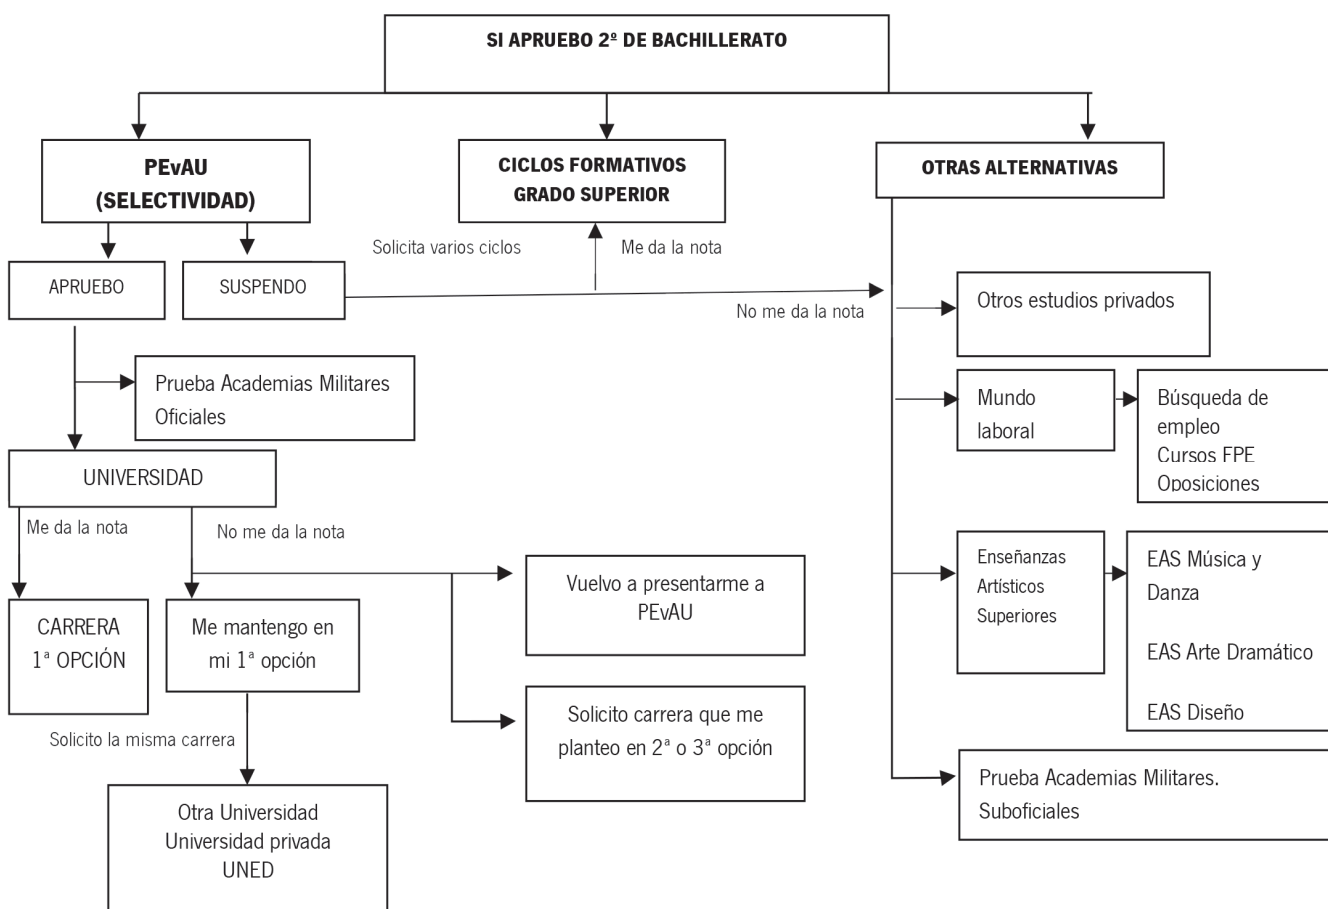 SI APRUEBO 2º DE BACHILLERATO
PEvAU
(SELECTIVIDAD)
CICLOS FORMATIVOS
GRADO SUPERIOR
OTRAS ALTERNATIVAS
Solicita varios ciclos
Me da la nota
APRUEBO
SUSPENDO
No me da la nota
Otros estudios privados
Prueba Academias Militares
Oficiales
Mundo
laboral
Búsqueda de
empleo
Cursos FPE
Oposiciones
UNIVERSIDAD
Me da la nota
No me da la nota
CARRERA
1ª OPCIÓN
Me mantengo en
mi 1ª opción
Vuelvo a presentarme a
PEvAU
Enseñanzas
Artísticos
Superiores
EAS Música y
Danza
EAS Arte Dramático
EAS Diseño
Solicito carrera que me
planteo en 2ª o 3ª opción
Solicito la misma carrera
Otra Universidad
Universidad privada
UNED
Prueba Academias Militares.
Suboficiales